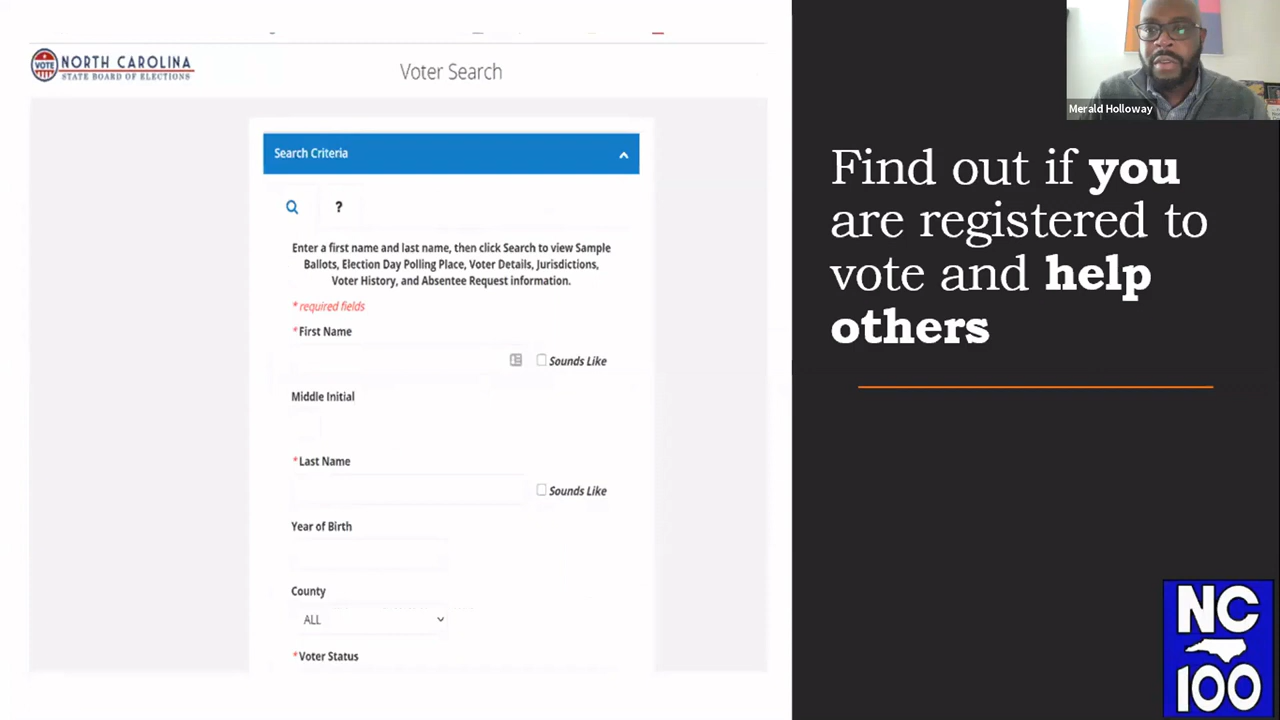 VOTE
NORTH CAROLINA
STATE BOARD OF ELECTIONS
Voter Search
Search Criteria
?
Enter a first name and last name, then click Search to view Sample
Ballots, Election Day Polling Place, Voter Details, Jurisdictions,
Voter History, and Absentee Request information.
* required fields
*First Name
Sounds Like
Middle Initial
*Last Name
Sounds Like
Year of Birth
County
ALL
*Voter Status
Merald Holloway
Find out if you
are registered to
vote and help
others
NC
100